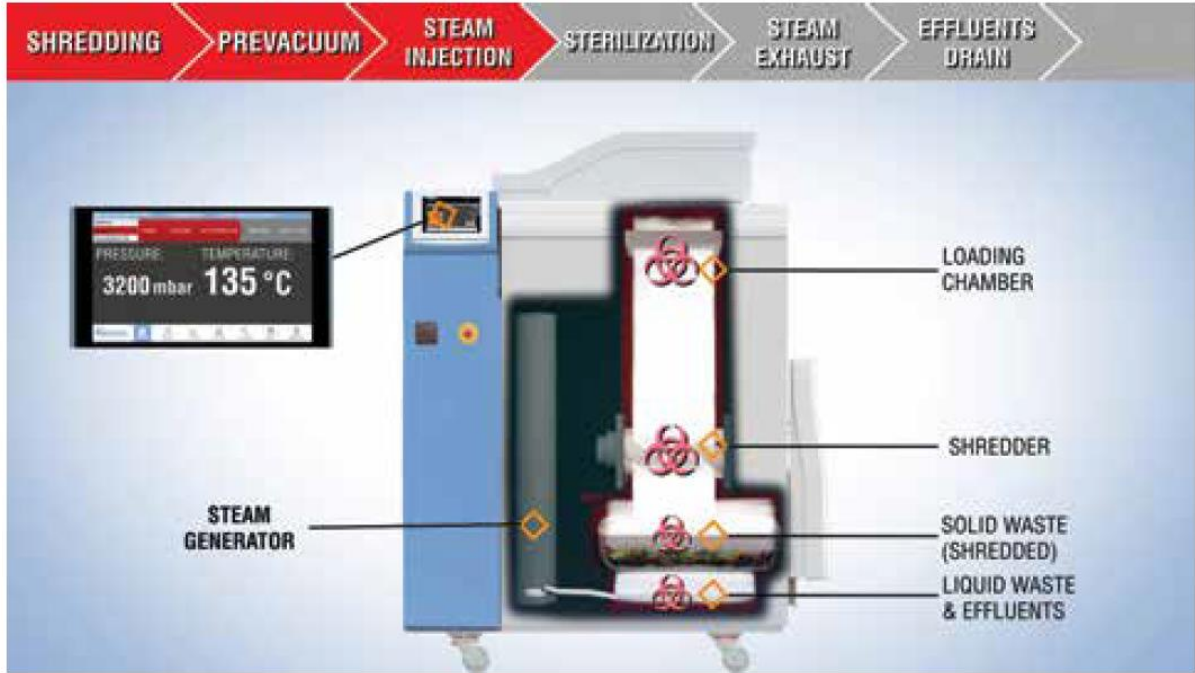 SHREDDING
PREVACUUM
STEAM
INJECTION
STERILIZATION
STEAM
EXHAUST
EFFLUENTS
DRAIN
PRESSURE
TEMPERATURE
3200 mbar
135 °C
LOADING
CHAMBER
SHREDDER
STEAM
GENERATOR
SOLID WASTE
(SHREDDED)
LIQUID WASTE
& EFFLUENTS